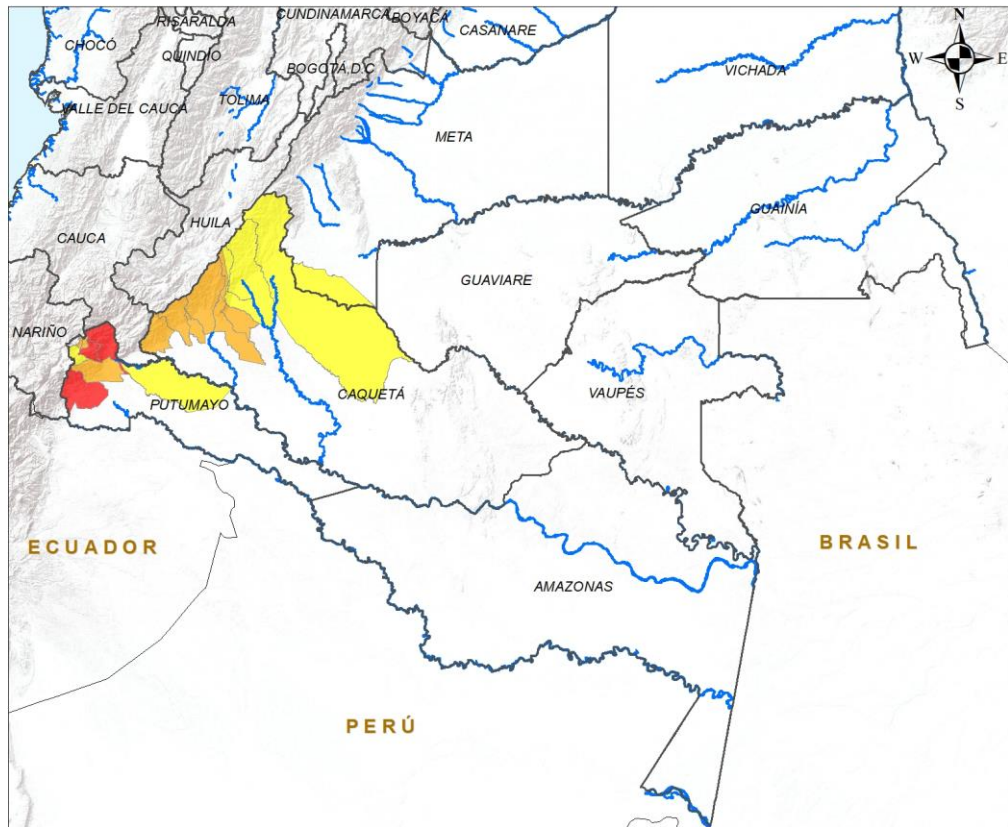 CUNDINAMARCA
BOYACÁ
RISARALDA
CASANARE
CHOCÓ
QUINDÍO
BOGOTÁ D.C
VICHADA
N
W E
S
TOLIMA
VALLE DEL CAUCA
META
GUAINÍA
HUILA
CAUCA
GUAVIARE
NARIÑO
CAQUETÁ
VAUPÉS
PUTUMAYO
ECUADOR
BRASIL
AMAZONAS
PERÚ